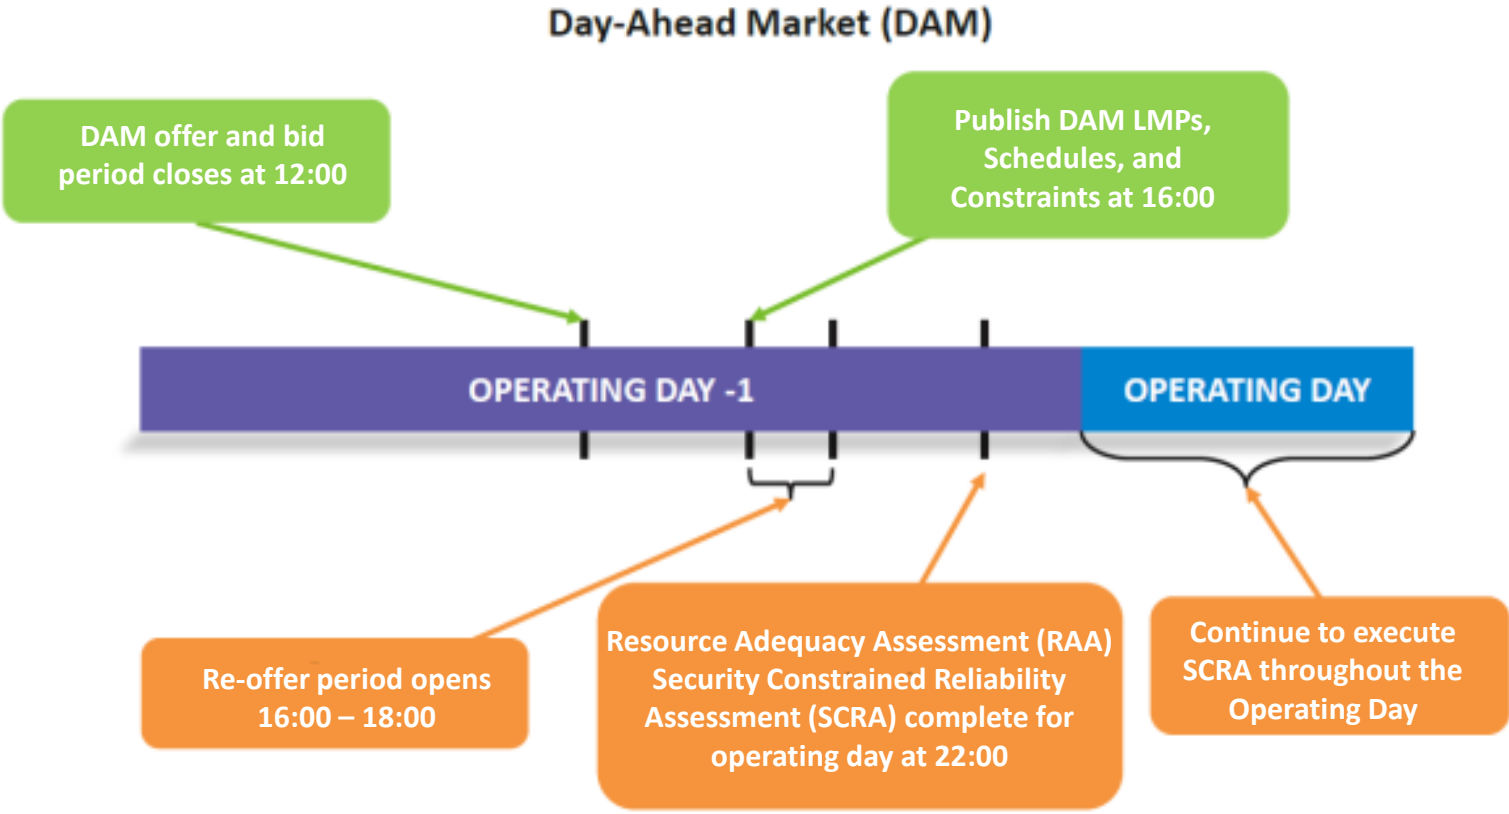 Day-Ahead Market (DAM)
DAM offer and bid
period closes at 12:00
Publish DAM LMPs,
Schedules, and
Constraints at 16:00
OPERATING DAY -1
OPERATING DAY
Re-offer period opens
16:00 – 18:00
Resource Adequacy Assessment (RAA)
Security Constrained Reliability
Assessment (SCRA) complete for
operating day at 22:00
Continue to execute
SCRA throughout the
Operating Day